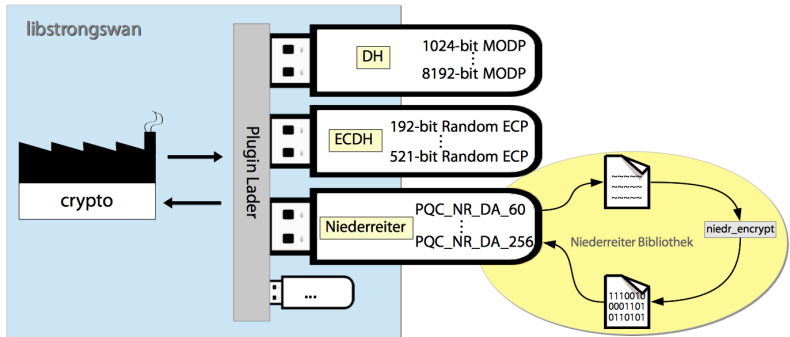 libstrongswan
crypto
Plugin Lader
DH
1024-bit MODP
8192-bit MODP
ECDH
192-bit Random ECP
521-bit Random ECP
Niederreiter
PQC_NR_DA_60
PQC_NR_DA_256
...
~~~~~
~~~~~
~~~~~
niedr_encrypt
Niederreiter Bibliothek
1110010
0001101
0110101